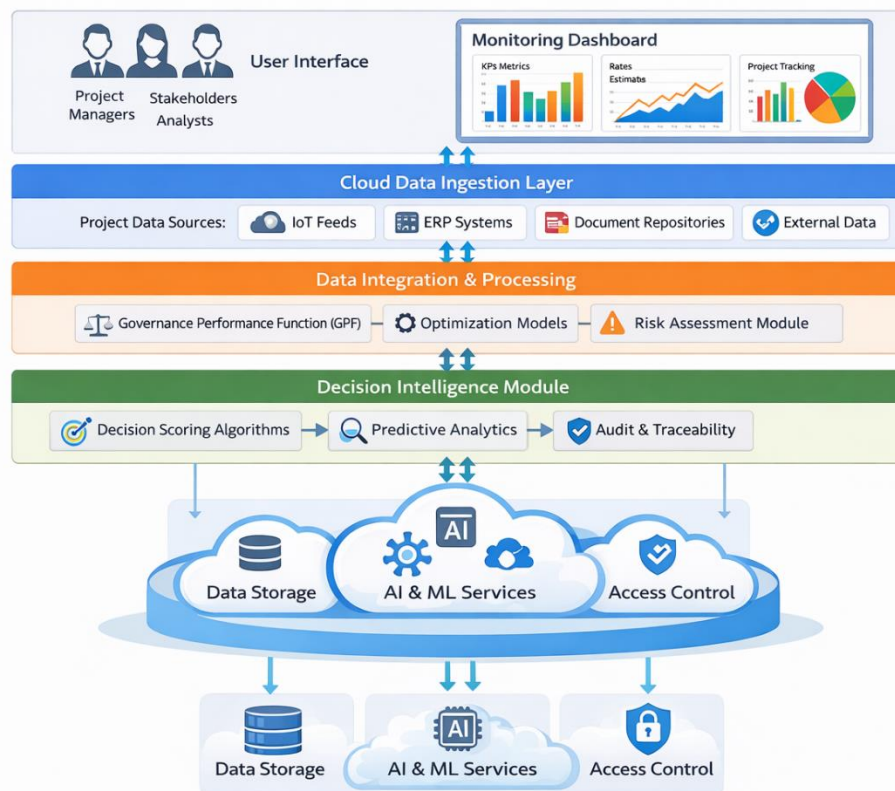 User Interface
Project
Managers
Stakeholders
Analysts
Monitoring Dashboard
KPs Metrics
Rates
Estimabs
Project Tracking
Cloud Data Ingestion Layer
Project Data Sources:
IoT Feeds
ERP Systems
Document Repositories
External Data
Data Integration & Processing
Governance Performance Function (GPF)
Optimization Models
Risk Assessment Module
Decision Intelligence Module
Decision Scoring Algorithms
Predictive Analytics
Audit & Traceability
AI
Data Storage
AI & ML Services
Access Control
AI
Data Storage
AI & ML Services
Access Control